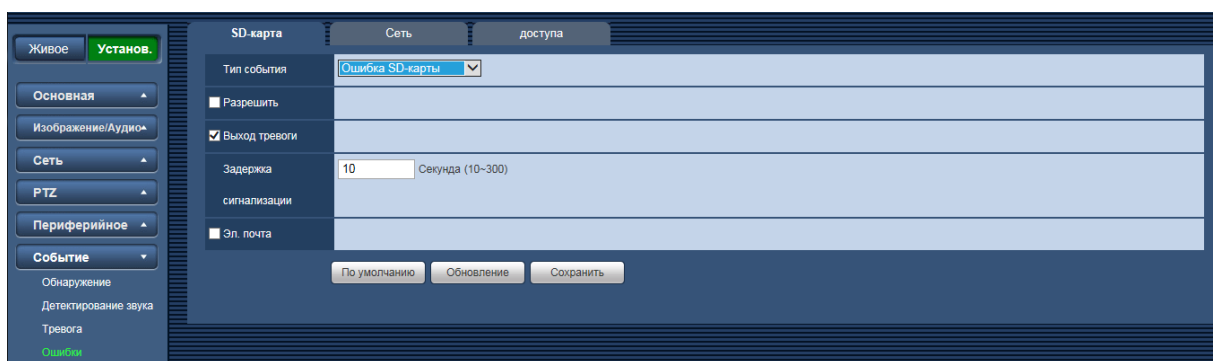 SD-карта Сеть доступа
Живое Установ.
Тип события Ошибка SD-карты
Основная
Разрешить
Изображение/Аудио
Выход тревоги
Сеть
Задержка
сигнализации
10 Секунда (10~300)
PTZ
Периферийное
Эл. почта
Событие
По умолчанию Обновление Сохранить
Обнаружение
Детектирование звука
Тревога
Ошибки